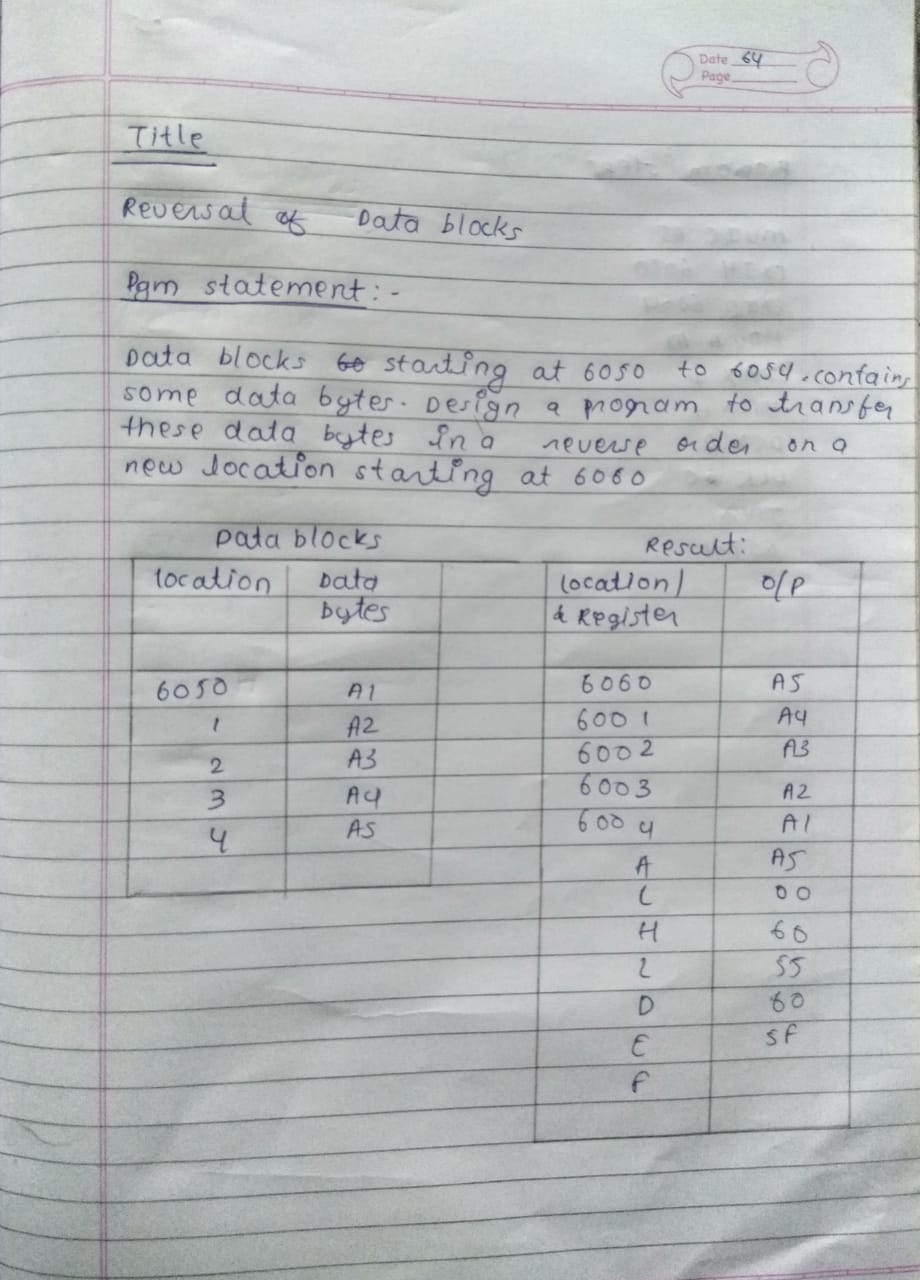 Date 64
Page
Title
Reversal of Data blocks
Pgm statement:-
Data blocks to starting at 6050 to 6054. contains
some data bytes. Design a program to transfer
these data bytes in a reverse order on a
new location starting at 6060
Data blocks Result:
location Data location/ O/P
bytes & Register
6050 A1 6060 A5
1 A2 6001 A4
2 A3 6002 A3
3 A4 6003 A2
4 A5 6004 A1
A A5
C 00
H 60
L 55
D 60
E 5F
F